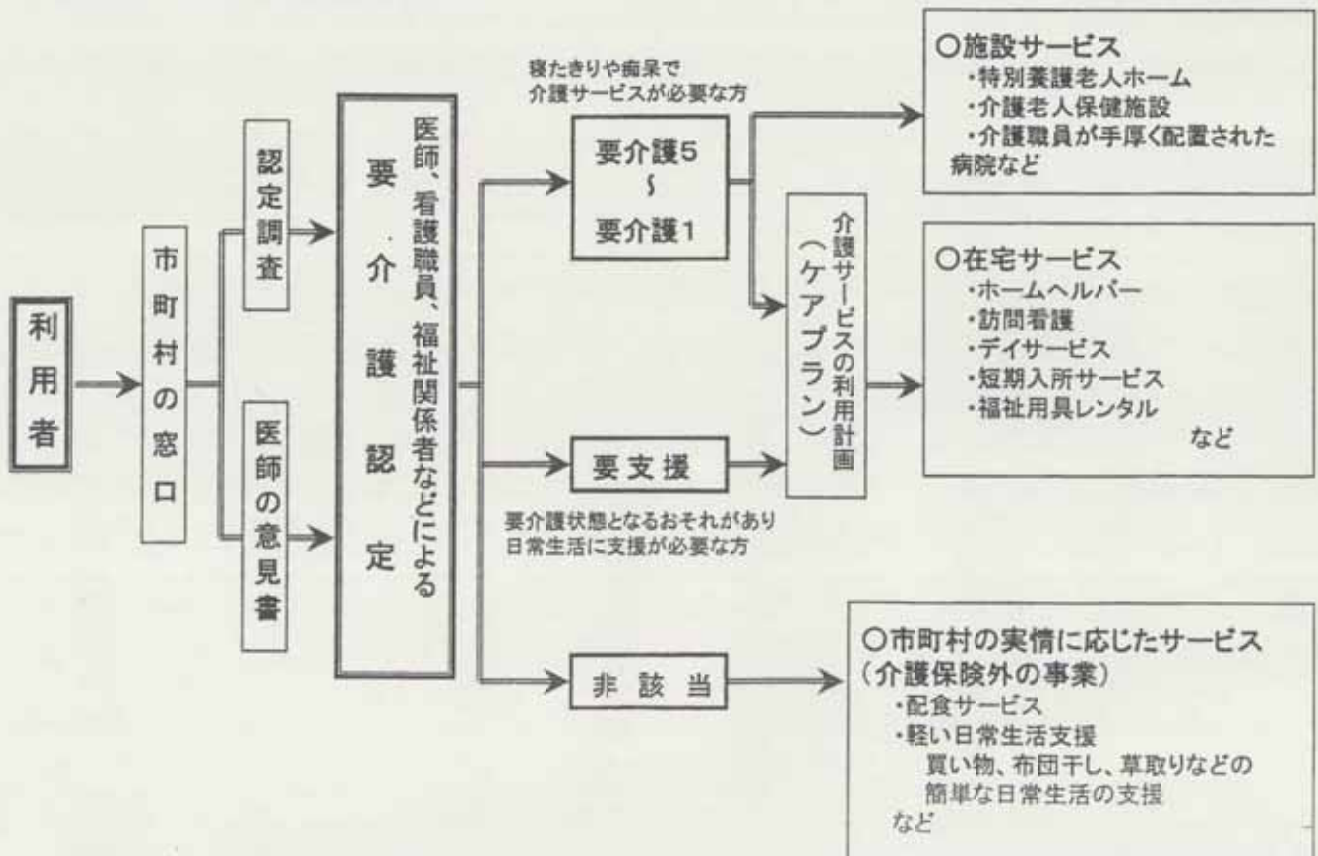 利用者
市町村の窓口
認定調査
医師の意見書
医師、看護職員、福祉関係者などによる
要介護認定
寝たきりや痴呆で
介護サービスが必要な方
要介護5
〜
要介護1
要支援
要介護状態となるおそれがあり
日常生活に支援が必要な方
非該当
介護サービスの利用計画
(ケアプラン)
○施設サービス
・特別養護老人ホーム
・介護老人保健施設
・介護職員が手厚く配置された
病院など
○在宅サービス
・ホームヘルパー
・訪問看護
・デイサービス
・短期入所サービス
・福祉用具レンタル
など
○市町村の実情に応じたサービス
(介護保険外の事業)
・配食サービス
・軽い日常生活支援
買い物、布団干し、草取りなどの
簡単な日常生活の支援
など